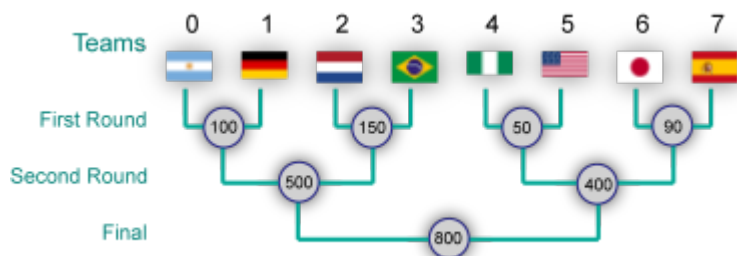 0 1 2 3 4 5 6 7
Teams
First Round 100 150 50 90
Second Round 500 400
Final 800